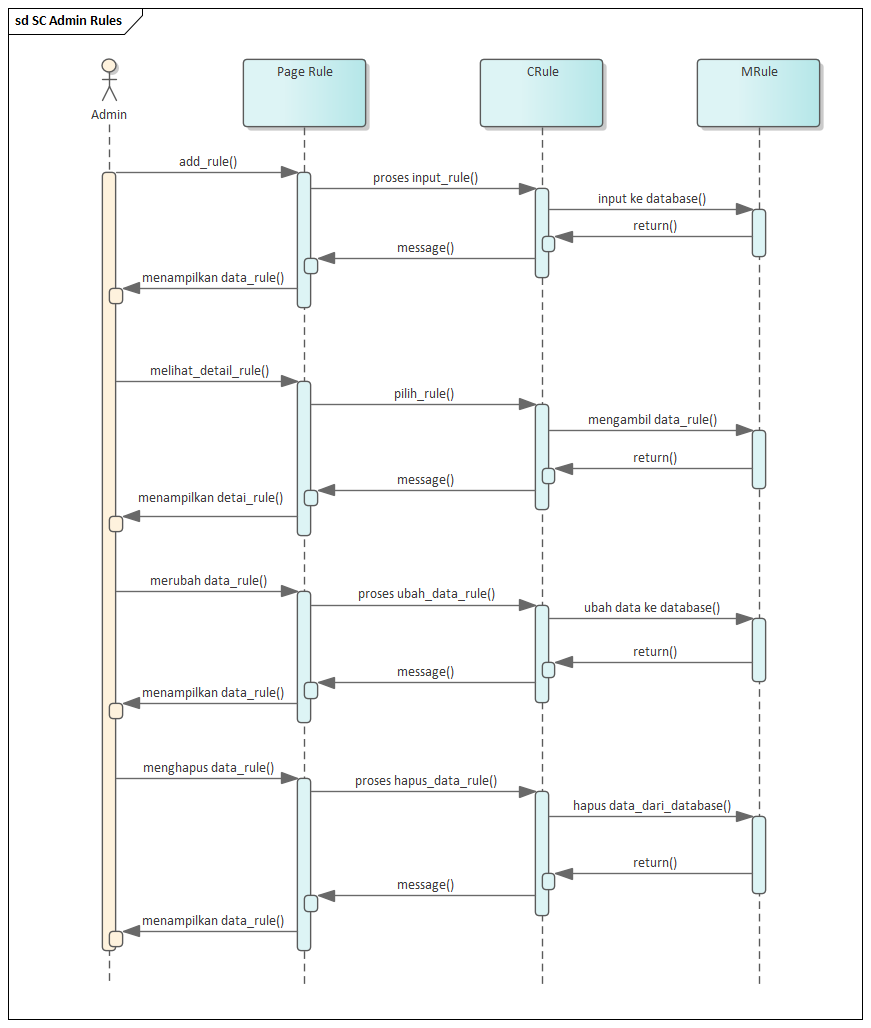 sd SC Admin Rules
Admin
Page Rule
CRule
MRule
add_rule()
proses input_rule()
input ke database()
return()
message()
menampilkan data_rule()
melihat_detail_rule()
pilih_rule()
mengambil data_rule()
return()
message()
menampilkan detai_rule()
merubah data_rule()
proses ubah_data_rule()
ubah data ke database()
return()
message()
menampilkan data_rule()
menghapus data_rule()
proses hapus_data_rule()
hapus data_dari_database()
return()
message()
menampilkan data_rule()